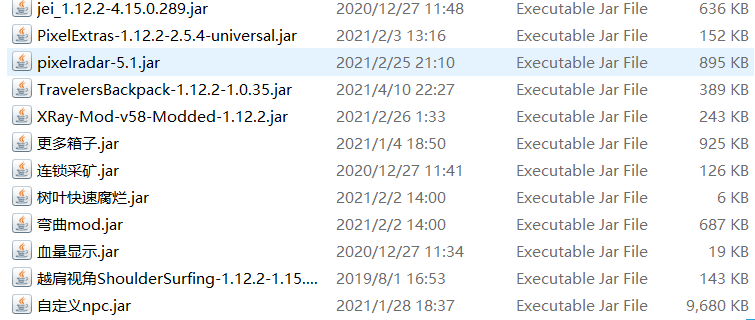 jei_1.12.2-4.15.0.289.jar 2020/12/27 11:48 Executable Jar File 636 KB
PixelExtras-1.12.2-2.5.4-universal.jar 2021/2/3 13:16 Executable Jar File 152 KB
pixelradar-5.1.jar 2021/2/25 21:10 Executable Jar File 895 KB
TravelersBackpack-1.12.2-1.0.35.jar 2021/4/10 22:27 Executable Jar File 389 KB
XRay-Mod-v58-Modded-1.12.2.jar 2021/2/26 1:33 Executable Jar File 243 KB
更多箱子.jar 2021/1/4 18:50 Executable Jar File 925 KB
连锁采矿.jar 2020/12/27 11:41 Executable Jar File 126 KB
树叶快速腐烂.jar 2021/2/2 14:00 Executable Jar File 6 KB
弯曲mod.jar 2021/2/2 14:00 Executable Jar File 687 KB
血量显示.jar 2020/12/27 11:34 Executable Jar File 19 KB
越肩视角ShoulderSurfing-1.12.2-1.15.... 2019/8/1 16:53 Executable Jar File 143 KB
自定义npc.jar 2021/1/28 18:37 Executable Jar File 9,680 KB